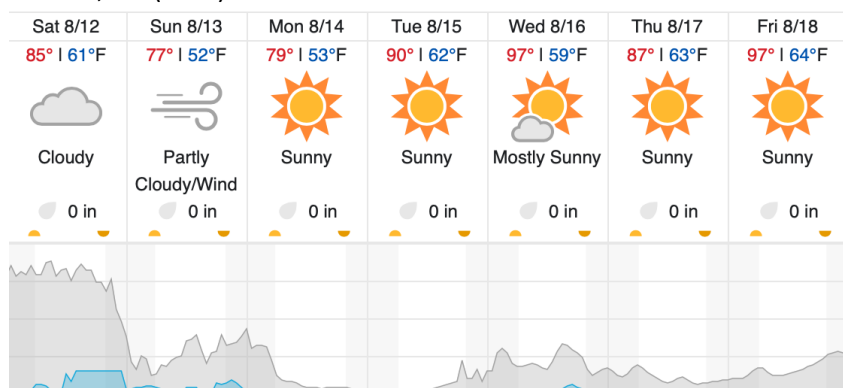 Sat 8/12 Sun 8/13 Mon 8/14 Tue 8/15 Wed 8/16 Thu 8/17 Fri 8/18
85° | 61°F 77° | 52°F 79° | 53°F 90° | 62°F 97° | 59°F 87° | 63°F 97° | 64°F
Cloudy Partly Sunny Sunny Mostly Sunny Sunny Sunny
Cloudy/Wind
0 in 0 in 0 in 0 in 0 in 0 in 0 in